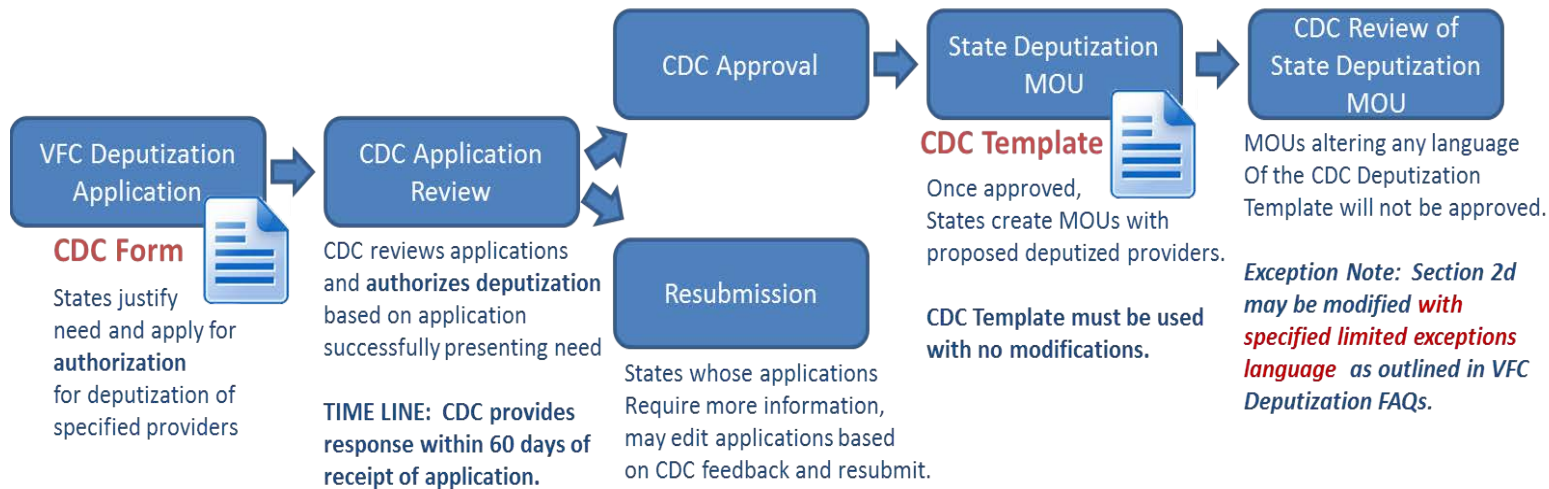 VFC Deputization
Application
CDC Form
States justify
need and apply for
authorization
for deputization of
specified providers
CDC Application
Review
CDC reviews applications
and authorizes deputization
based on application
successfully presenting need
TIME LINE:  CDC provides
response within 60 days of
receipt of application.
CDC Approval
Resubmission
States whose applications
Require more information,
may edit applications based
on CDC feedback and resubmit.
State Deputization
MOU
CDC Template
Once approved,
States create MOUs with
proposed deputized providers.
CDC Template must be used
with no modifications.
CDC Review of
State Deputization
MOU
MOUs altering any language
Of the CDC Deputization
Template will not be approved.
Exception Note:  Section 2d
may be modified with
specified limited exceptions
language  as outlined in VFC
Deputization FAQs.